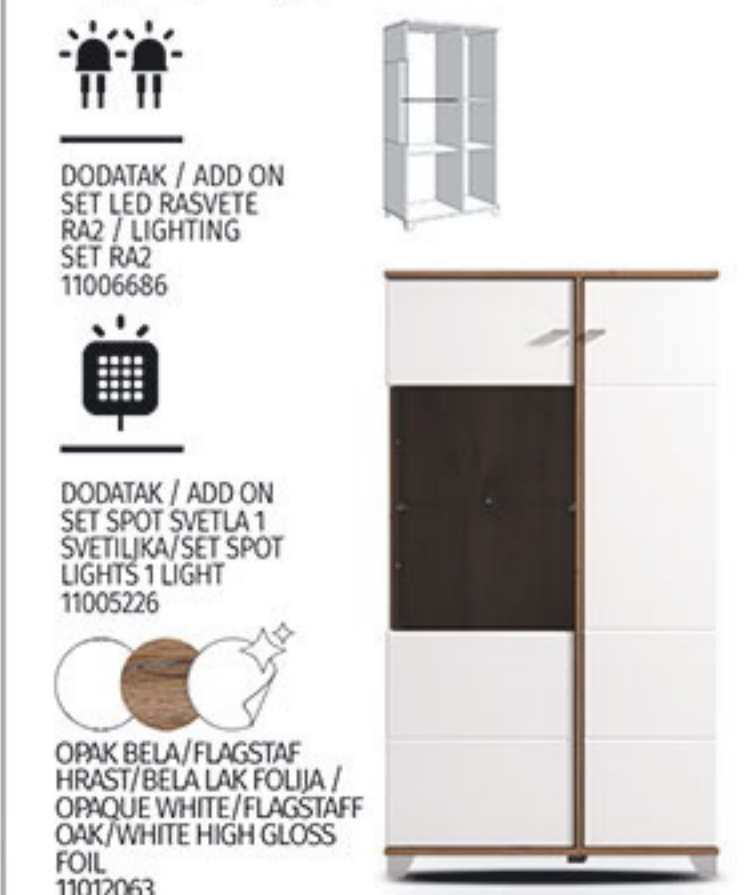 DODATAK / ADD ON
SET LED RASVETE
RA2 / LIGHTING
SET RA2
11006686
DODATAK / ADD ON
SET SPOT SVETLA 1
SVETILJKA/SET SPOT
LIGHTS 1 LIGHT
11005226
OPAK BELA/FLAGSTAF
HRAST/BELA LAK FOLIJA /
OPAQUE WHITE/FLAGSTAFF
OAK/WHITE HIGH GLOSS
FOIL
11012063